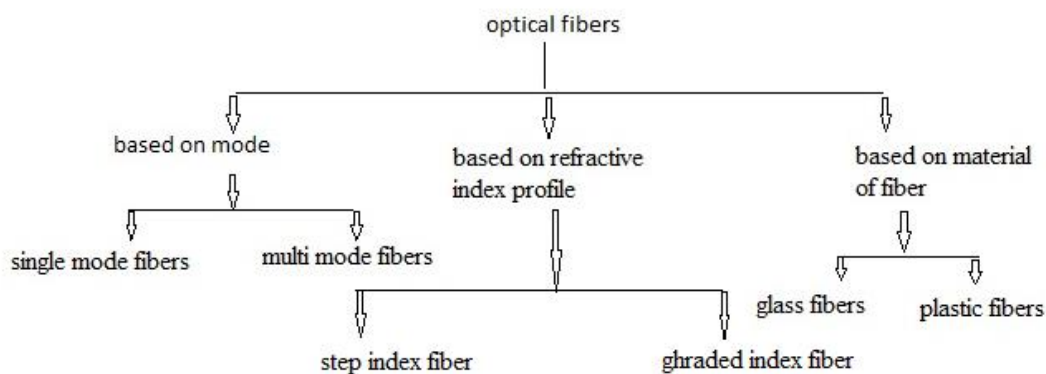 optical fibers
based on mode
based on refractive
index profile
based on material
of fiber
single mode fibers
multi mode fibers
glass fibers
plastic fibers
step index fiber
ghraded index fiber